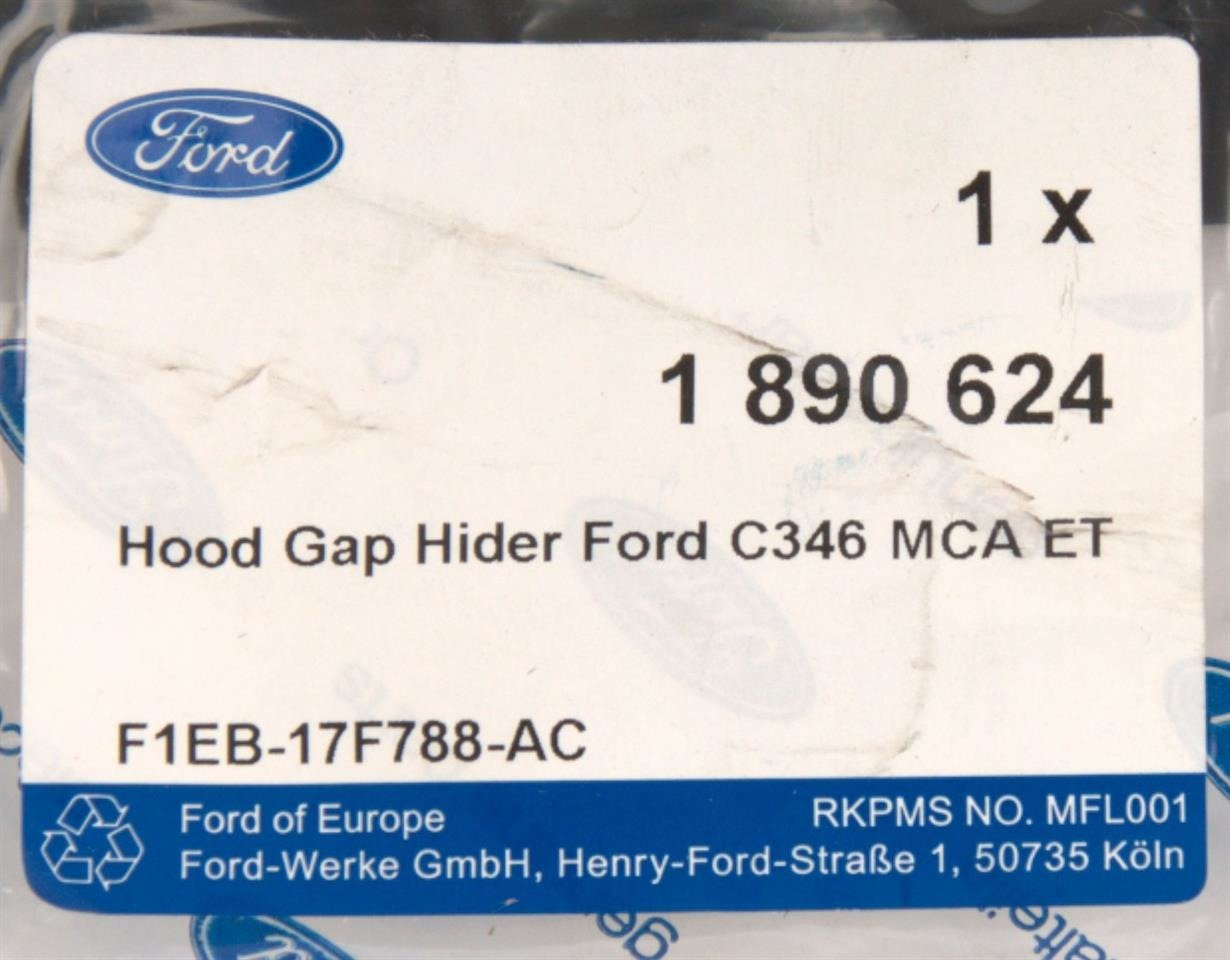 Ford
1 x
1 890 624
Hood Gap Hider Ford C346 MCA ET
F1EB-17F788-AC
Ford of Europe
RKPMS NO. MFL001
Ford-Werke GmbH, Henry-Ford-Straße 1, 50735 Köln